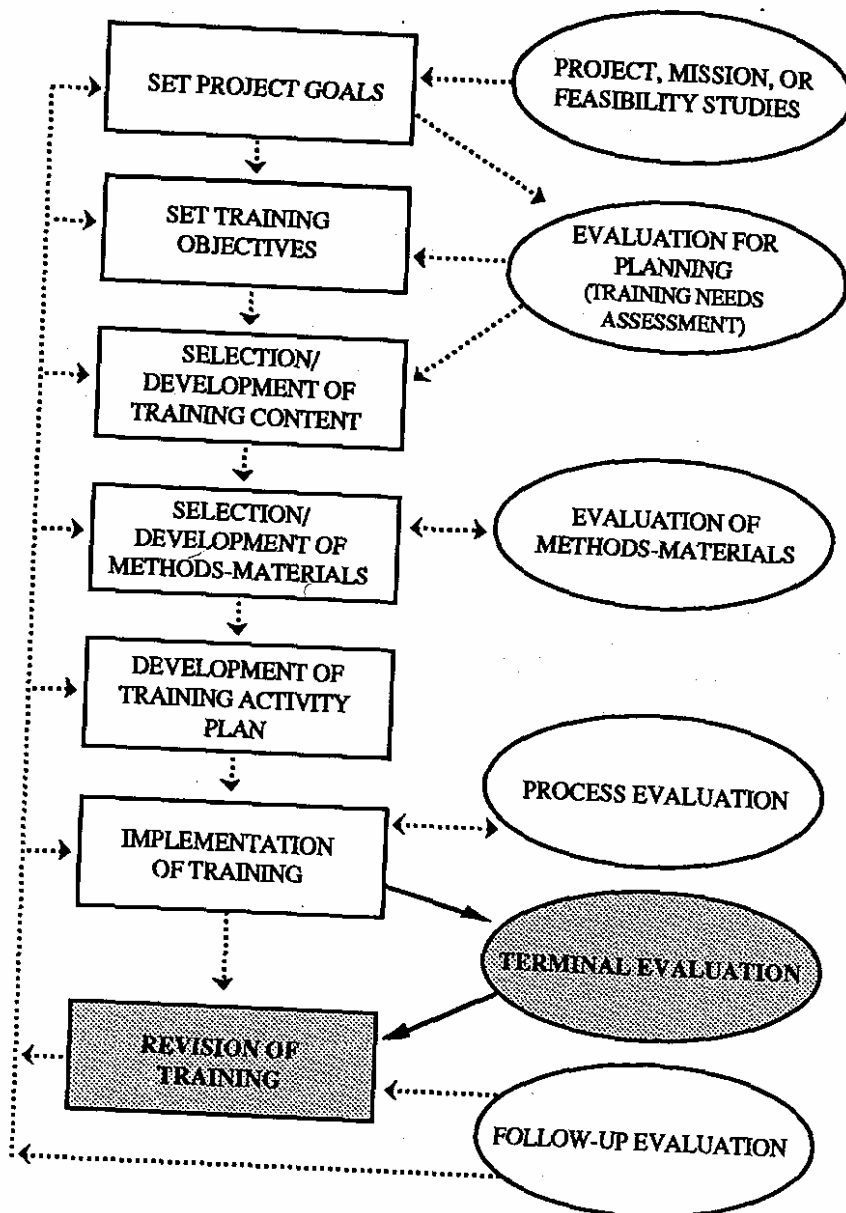 SET PROJECT GOALS
PROJECT, MISSION, OR
FEASIBILITY STUDIES
SET TRAINING
OBJECTIVES
EVALUATION FOR
PLANNING
(TRAINING NEEDS
ASSESSMENT)
SELECTION/
DEVELOPMENT OF
TRAINING CONTENT
SELECTION/
DEVELOPMENT OF
METHODS-MATERIALS
EVALUATION OF
METHODS-MATERIALS
DEVELOPMENT OF
TRAINING ACTIVITY
PLAN
PROCESS EVALUATION
IMPLEMENTATION
OF TRAINING
TERMINAL EVALUATION
REVISION OF
TRAINING
FOLLOW-UP EVALUATION